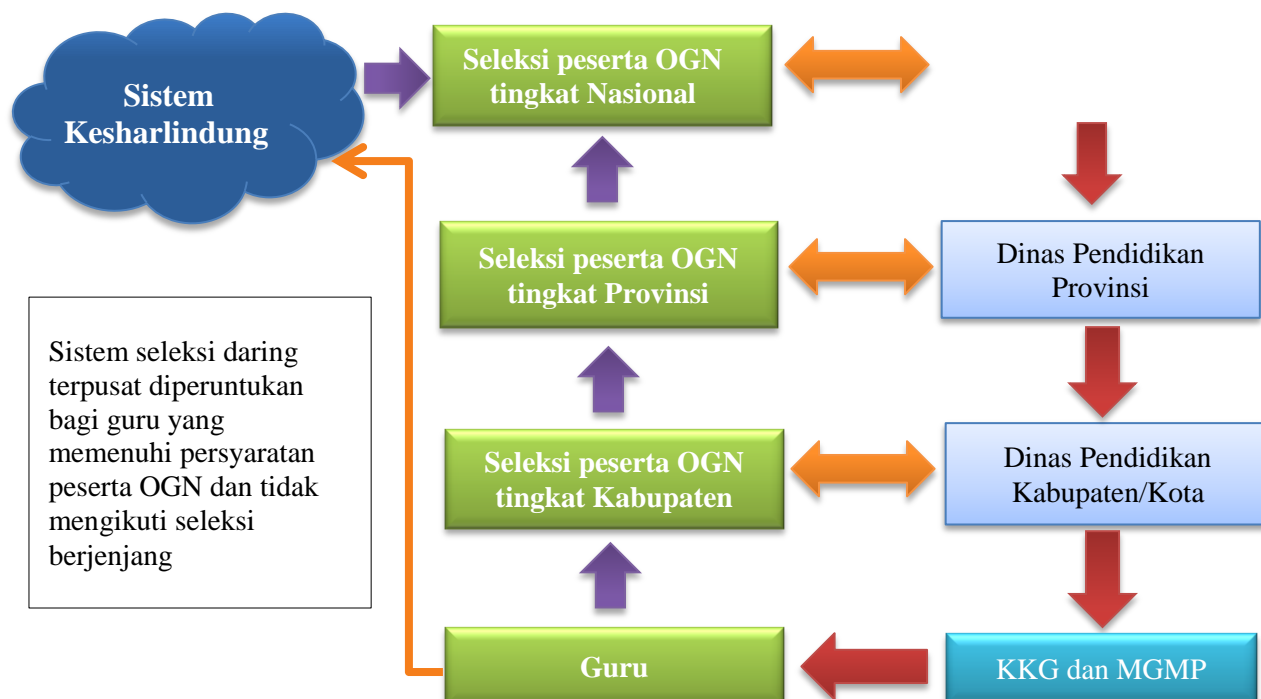 Sistem
Kesharlindung
Seleksi peserta OGN
tingkat Nasional
Seleksi peserta OGN
tingkat Provinsi
Dinas Pendidikan
Provinsi
Sistem seleksi daring
terpusat diperuntukan
bagi guru yang
memenuhi persyaratan
peserta OGN dan tidak
mengikuti seleksi
berjenjang
Seleksi peserta OGN
tingkat Kabupaten
Dinas Pendidikan
Kabupaten/Kota
Guru
KKG dan MGMP